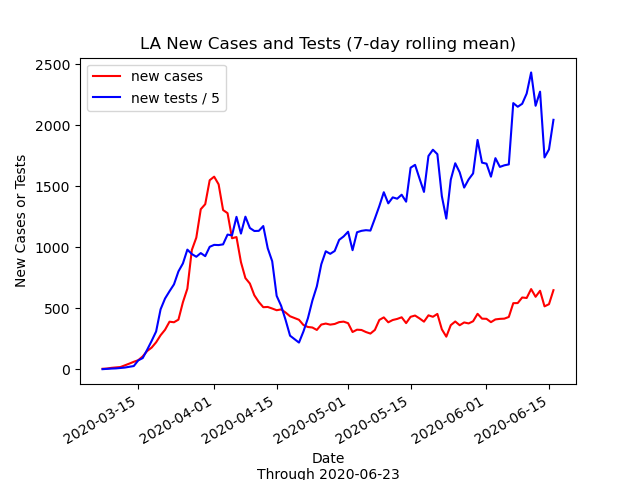 LA New Cases and Tests (7-day rolling mean)
new cases
new tests / 5
New Cases or Tests
2500
2000
1500
1000
500
0
2020-03-15
2020-04-01
2020-04-15
2020-05-01
2020-05-15
2020-06-01
2020-06-15
Date
Through 2020-06-23